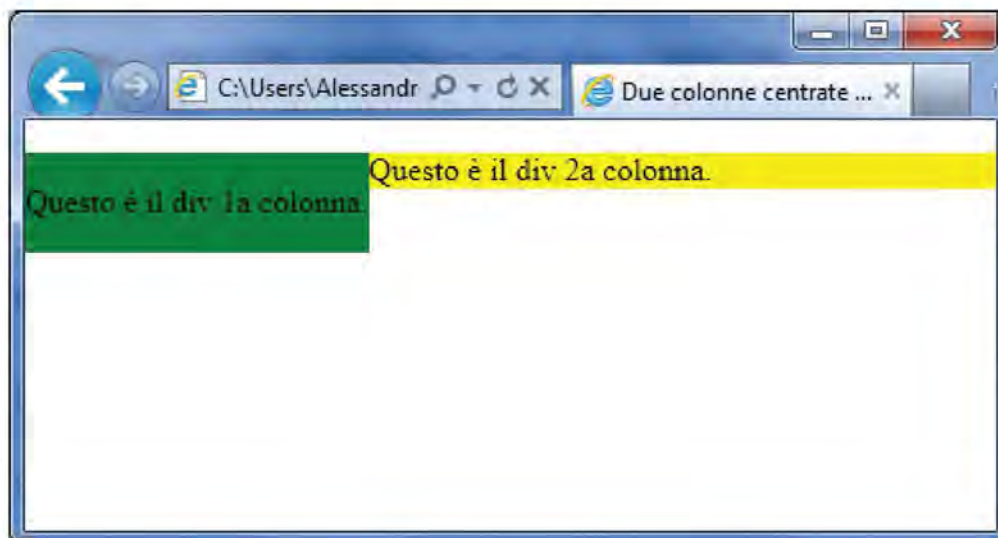 C:\Users\Alessandr
Due colonne centrate ...
Questo è il div 2a colonna.
Questo è il div 1a colonna.